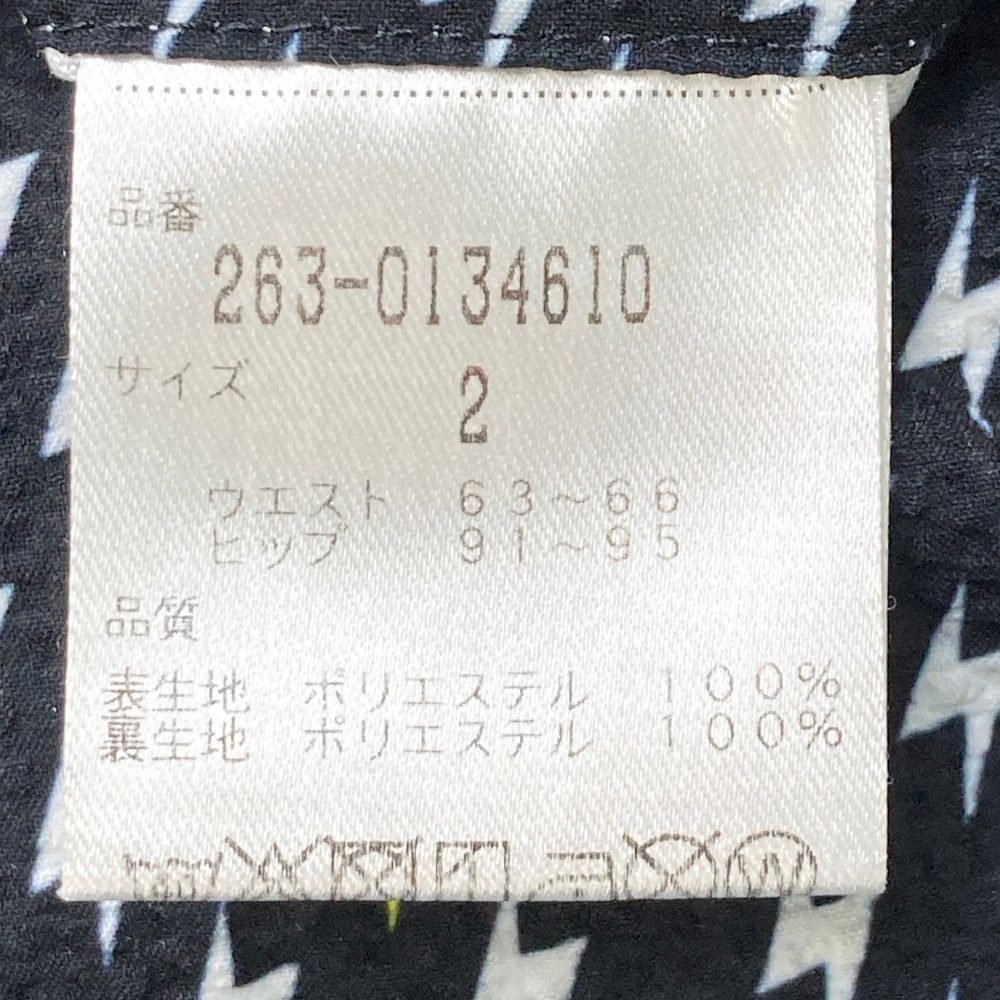 品番
263-0134610
サイズ 2
ウエスト 63～66
ヒップ 91～95
品質
表生地 ポリエステル 100%
裏生地 ポリエステル 100%